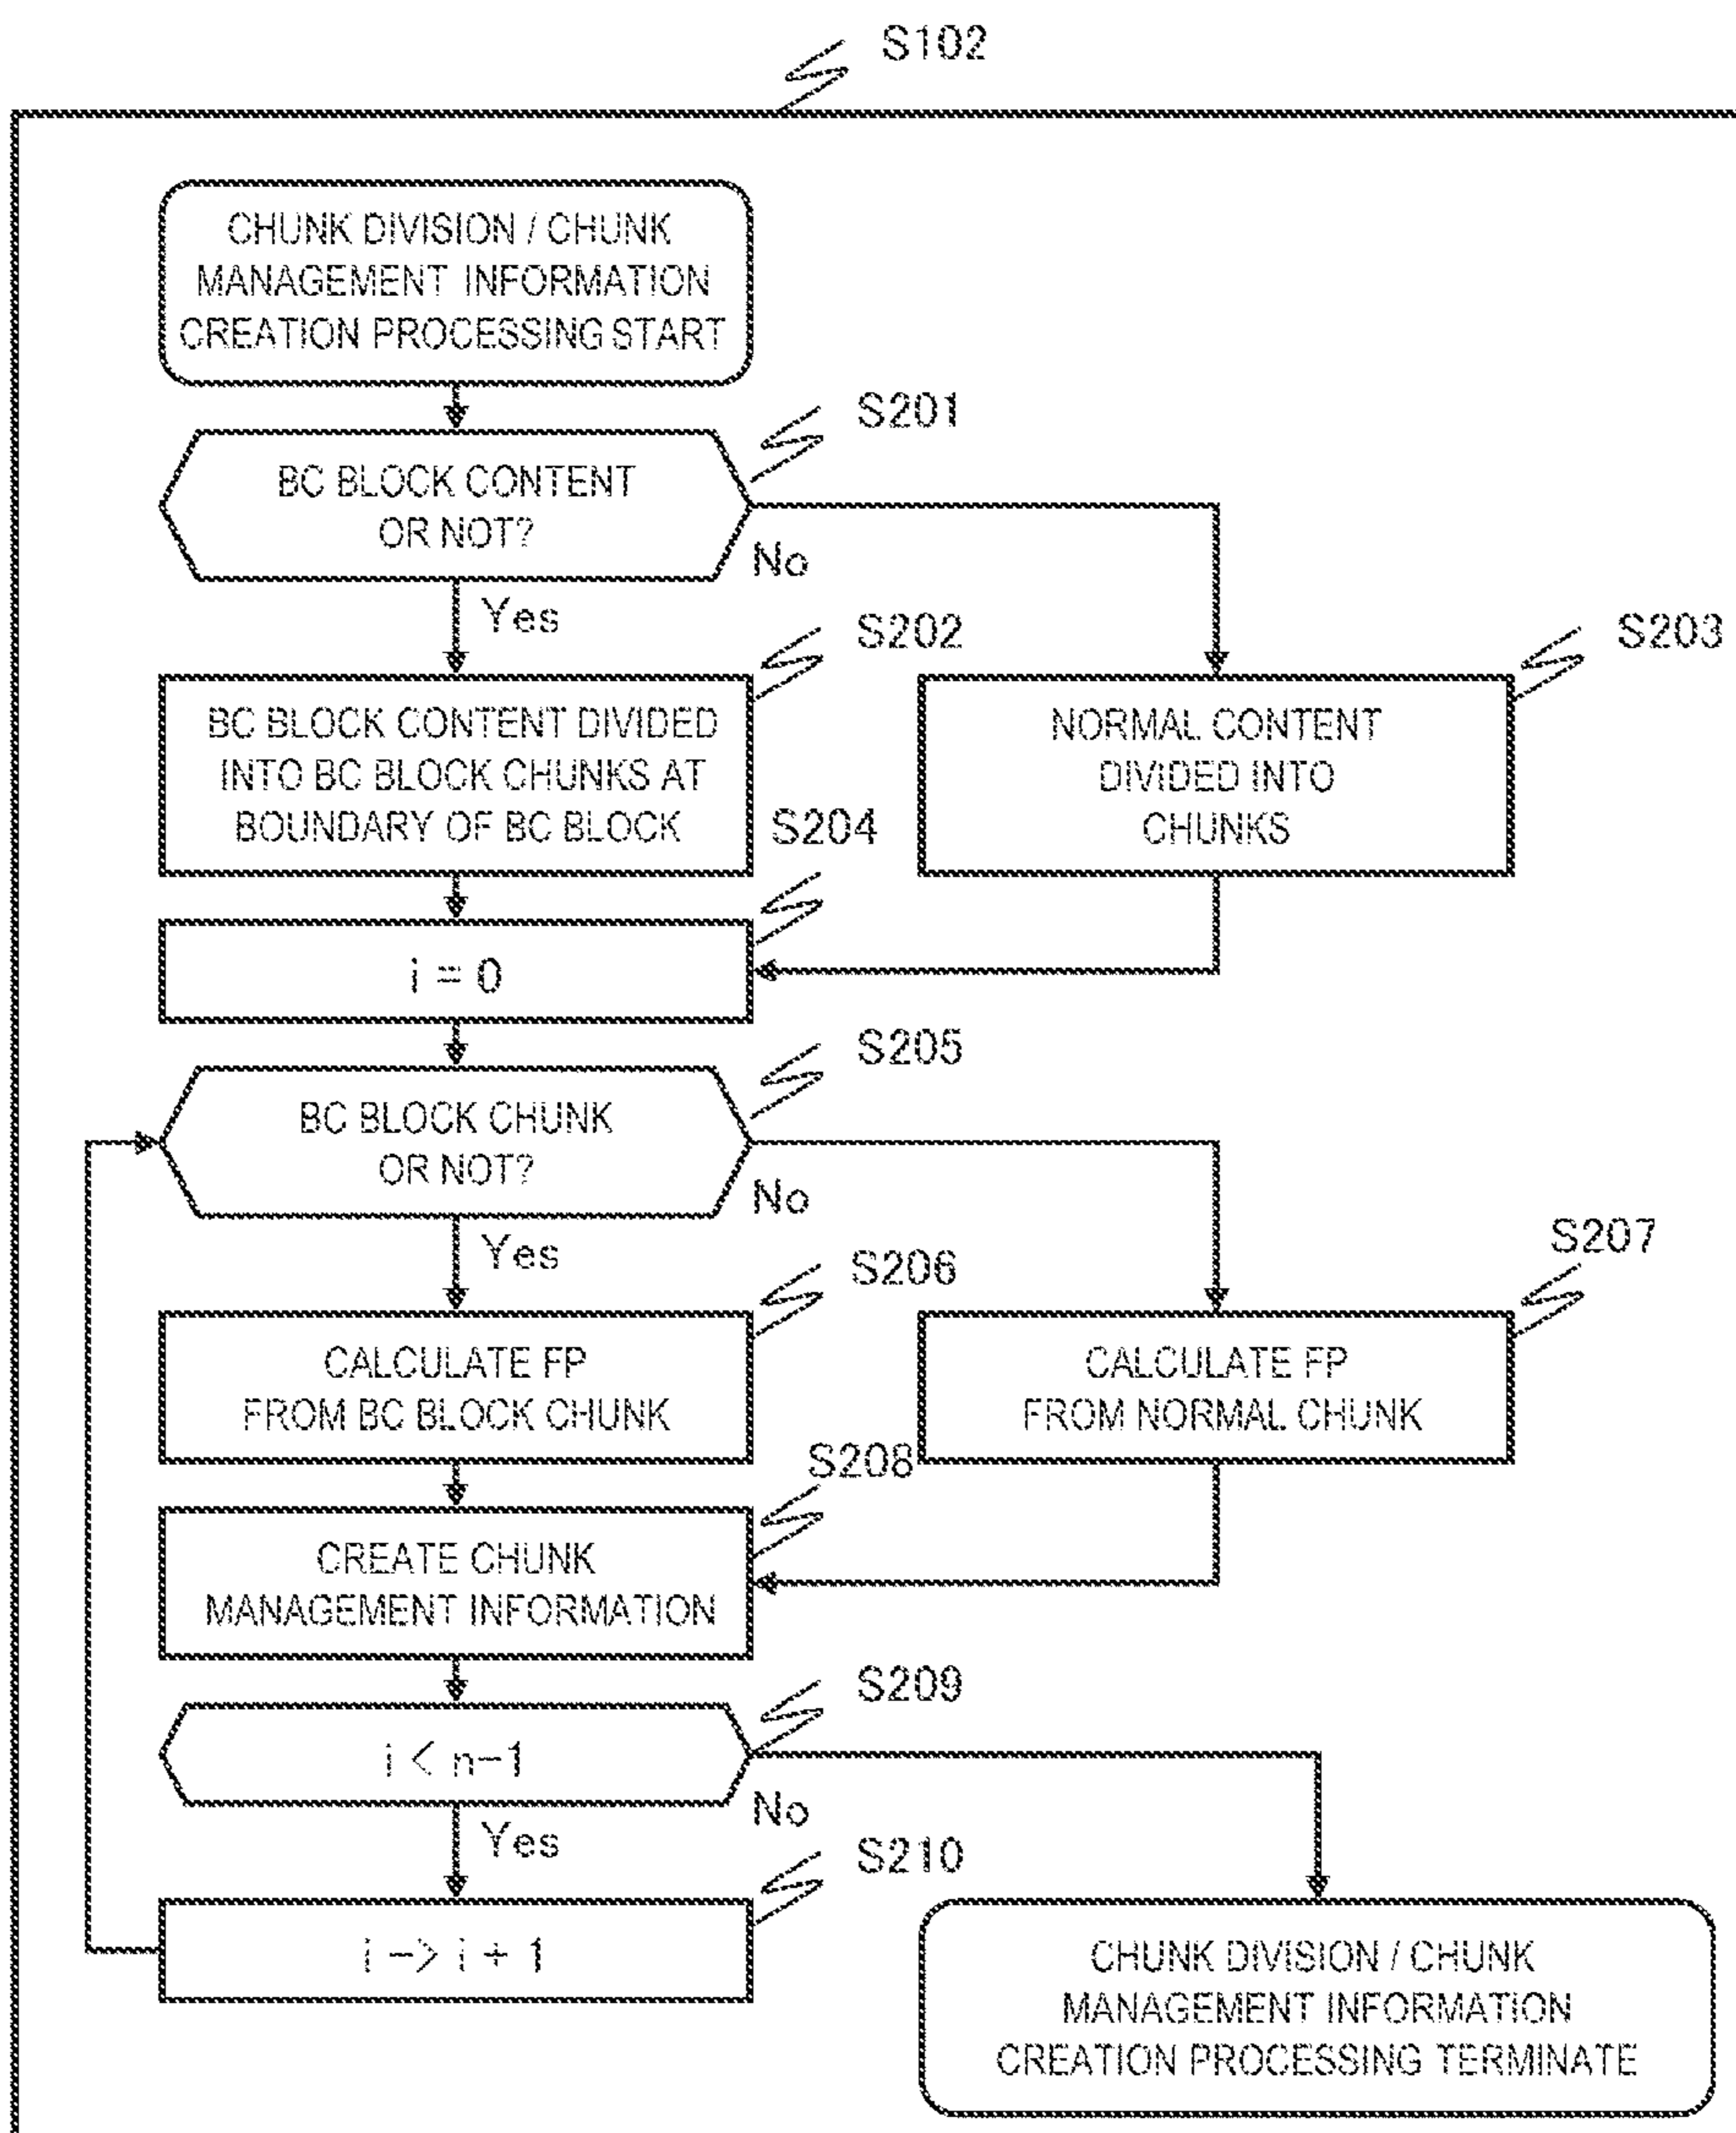 S102
CHUNK DIVISION / CHUNK
MANAGEMENT INFORMATION
CREATION PROCESSING START
S201
BC BLOCK CONTENT
OR NOT?
No
Yes
S202
S203
BC BLOCK CONTENT DIVIDED
INTO BC BLOCK CHUNKS AT
BOUNDARY OF BC BLOCK
NORMAL CONTENT
DIVIDED INTO
CHUNKS
S204
i = 0
S205
BC BLOCK CHUNK
OR NOT?
No
Yes
S206
S207
CALCULATE FP
FROM BC BLOCK CHUNK
CALCULATE FP
FROM NORMAL CHUNK
S208
CREATE CHUNK
MANAGEMENT INFORMATION
S209
i < n-1
No
Yes
S210
i -> i + 1
CHUNK DIVISION / CHUNK
MANAGEMENT INFORMATION
CREATION PROCESSING TERMINATE